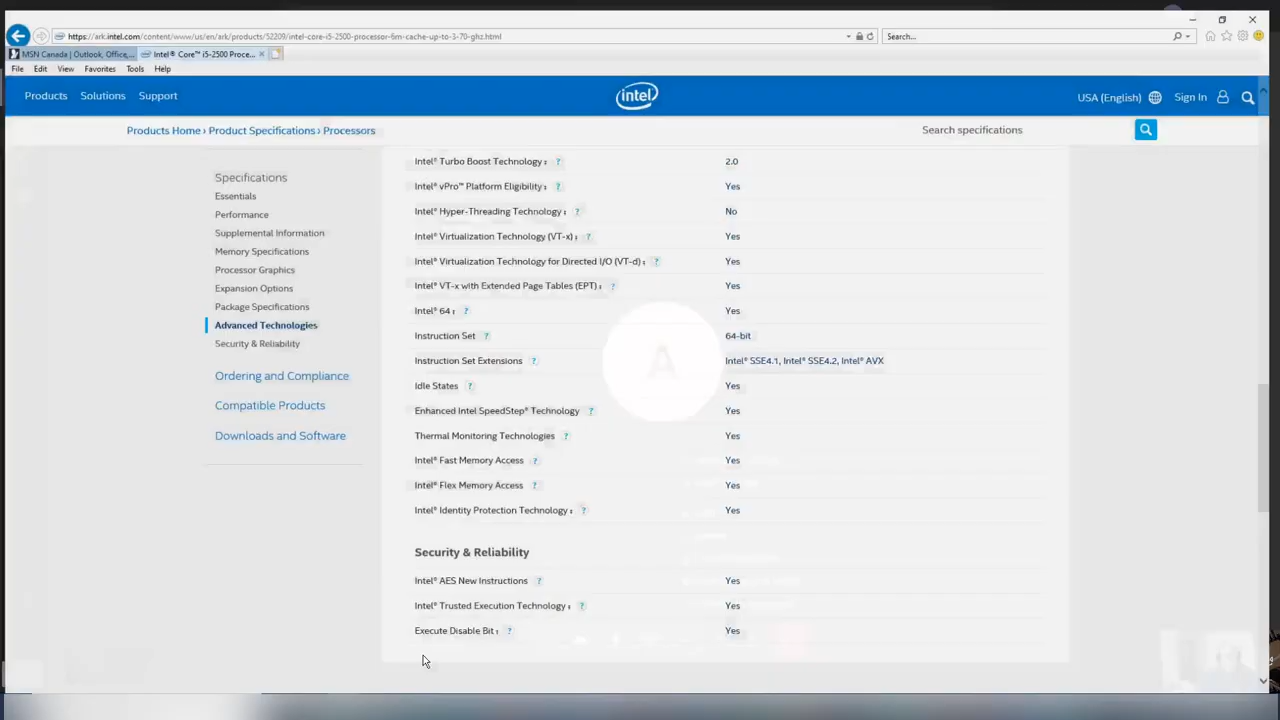 https://ark.intel.com/content/www/us/en/ark/products/52209/intel-core-i5-2500-processor-6m-cache-up-to-3-70-ghz.html
Search...
MSN Canada | Outlook, Office,...
Intel® Core™ i5-2500 Proce...
File Edit View Favorites Tools Help
Products Solutions Support
intel
USA (English) Sign In
Products Home › Product Specifications › Processors
Search specifications
Specifications
Essentials
Performance
Supplemental Information
Memory Specifications
Processor Graphics
Expansion Options
Package Specifications
Advanced Technologies
Security & Reliability
Ordering and Compliance
Compatible Products
Downloads and Software
Intel® Turbo Boost Technology ‡ ? 2.0
Intel® vPro™ Platform Eligibility ‡ ? Yes
Intel® Hyper-Threading Technology ‡ ? No
Intel® Virtualization Technology (VT-x) ‡ ? Yes
Intel® Virtualization Technology for Directed I/O (VT-d) ‡ ? Yes
Intel® VT-x with Extended Page Tables (EPT) ‡ ? Yes
Intel® 64 ‡ ? Yes
Instruction Set ? 64-bit
Instruction Set Extensions ? Intel® SSE4.1, Intel® SSE4.2, Intel® AVX
Idle States ? Yes
Enhanced Intel SpeedStep® Technology ? Yes
Thermal Monitoring Technologies ? Yes
Intel® Fast Memory Access ? Yes
Intel® Flex Memory Access ? Yes
Intel® Identity Protection Technology ‡ ? Yes
Security & Reliability
Intel® AES New Instructions ? Yes
Intel® Trusted Execution Technology ‡ ? Yes
Execute Disable Bit ‡ ? Yes
A